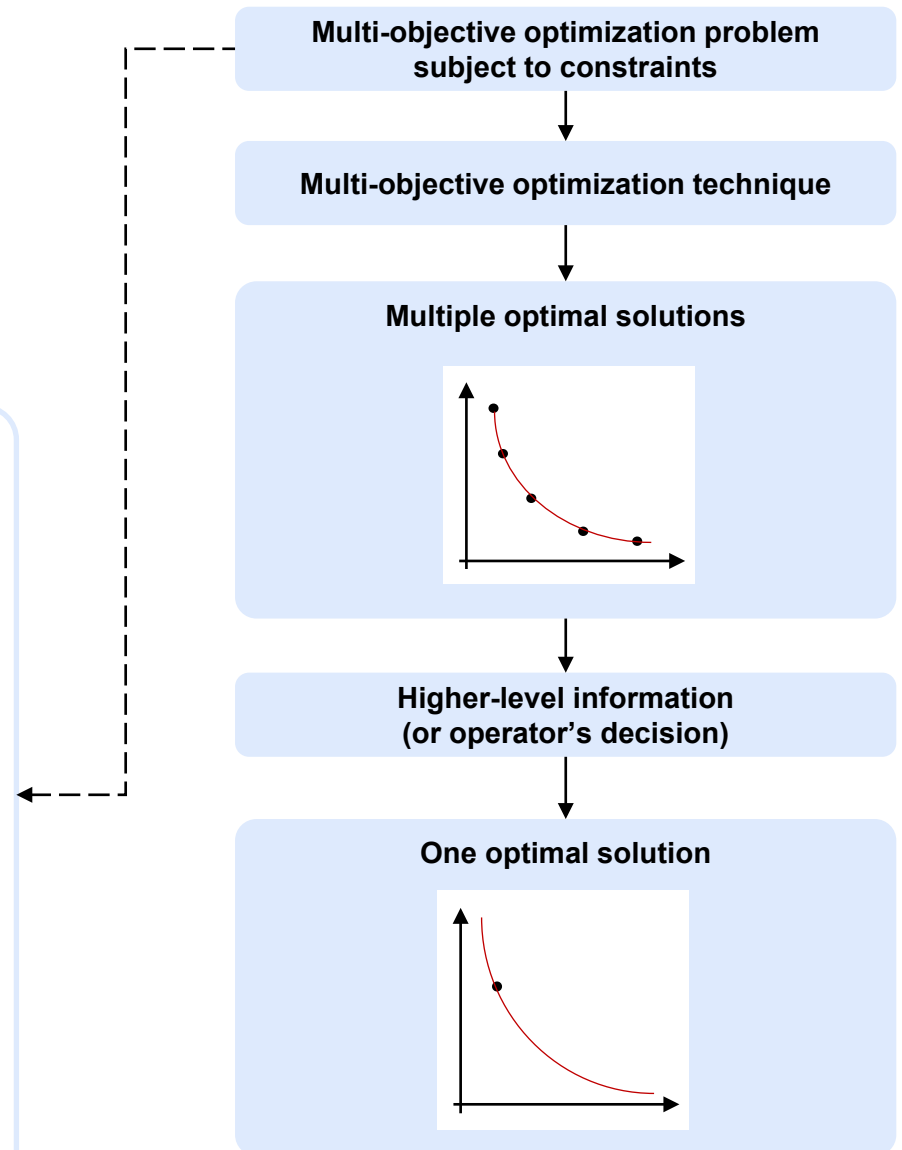 Multi-objective optimization problem
subject to constraints
Multi-objective optimization technique
Multiple optimal solutions
Higher-level information
(or operator’s decision)
One optimal solution